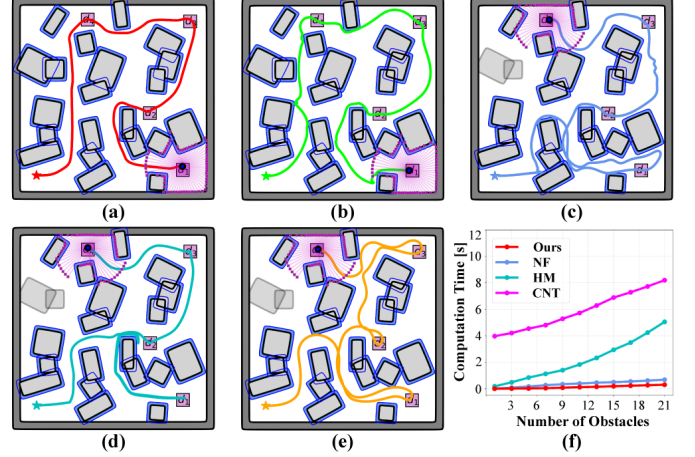 (a)
(b)
(c)
(d)
(e)
Computation Time [s]
12
10
8
6
4
2
0
Ours
NF
HM
CNT
3 6 9 12 15 18 21
Number of Obstacles
(f)